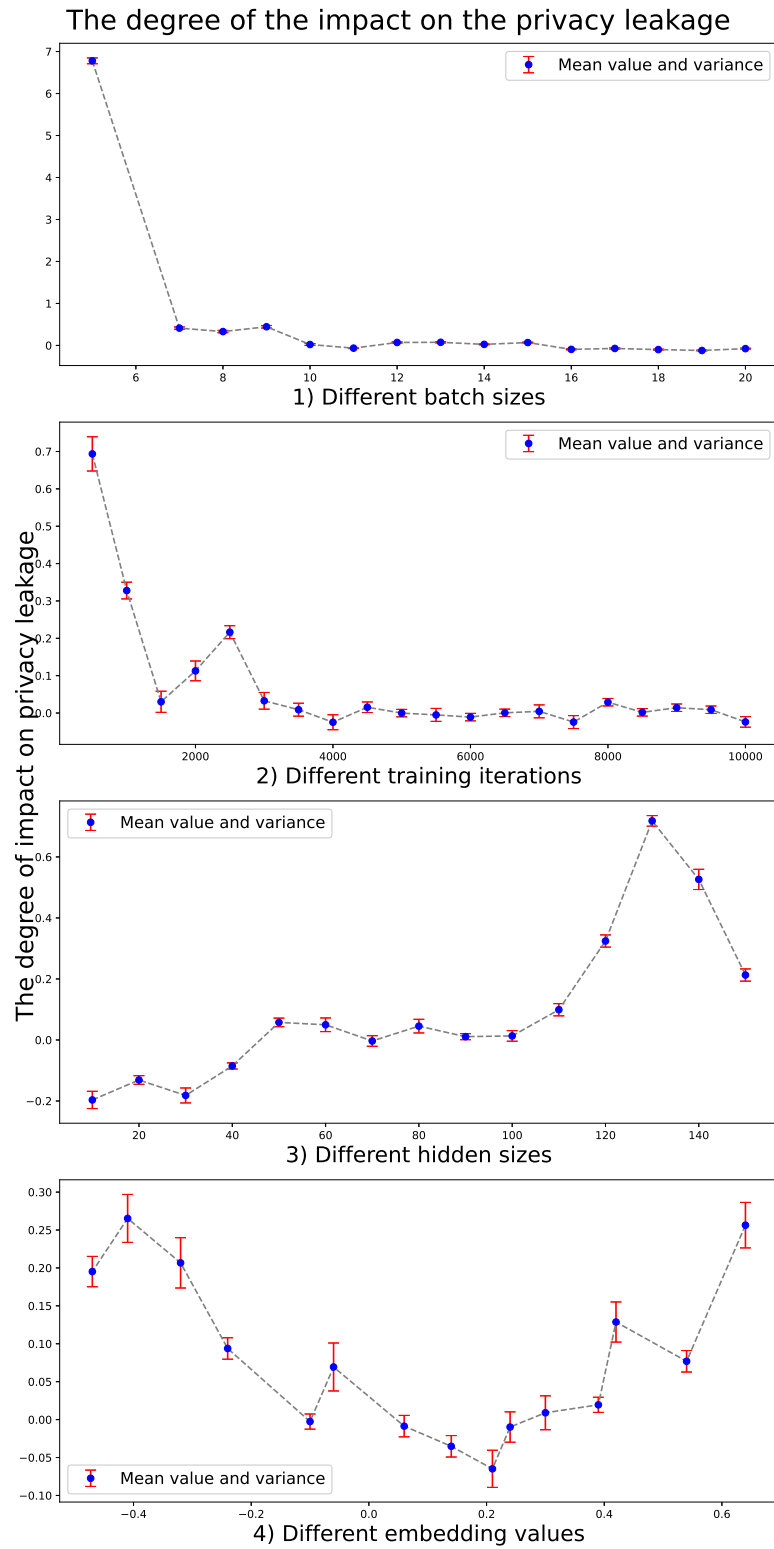 The degree of the impact on the privacy leakage
Mean value and variance
7
6
5
4
3
2
1
0
6 8 10 12 14 16 18 20
1) Different batch sizes
The degree of impact on privacy leakage
Mean value and variance
0.7
0.6
0.5
0.4
0.3
0.2
0.1
0.0
2000 4000 6000 8000 10000
2) Different training iterations
Mean value and variance
0.6
0.4
0.2
0.0
−0.2
20 40 60 80 100 120 140
3) Different hidden sizes
0.30
0.25
0.20
0.15
0.10
0.05
0.00
−0.05
−0.10
Mean value and variance
−0.4 −0.2 0.0 0.2 0.4 0.6
4) Different embedding values